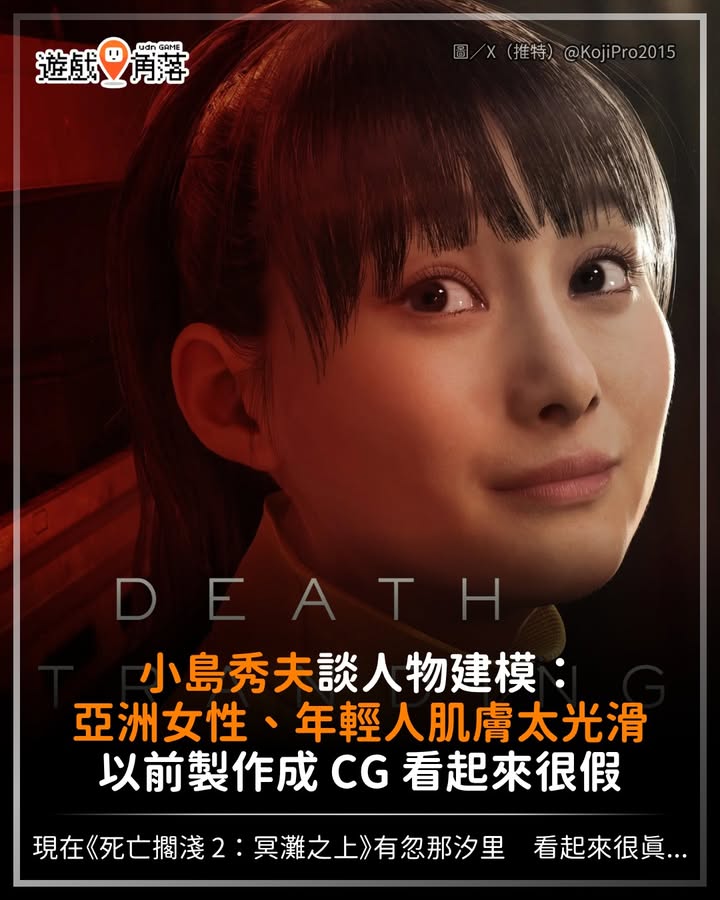 遊戲角落
udn GAME
圖／X（推特）@KojiPro2015
DEATH
TRANDING
小島秀夫談人物建模：
亞洲女性、年輕人肌膚太光滑
以前製作成 CG 看起來很假
現在《死亡擱淺 2：冥灘之上》有忽那汐里　看起來很真...